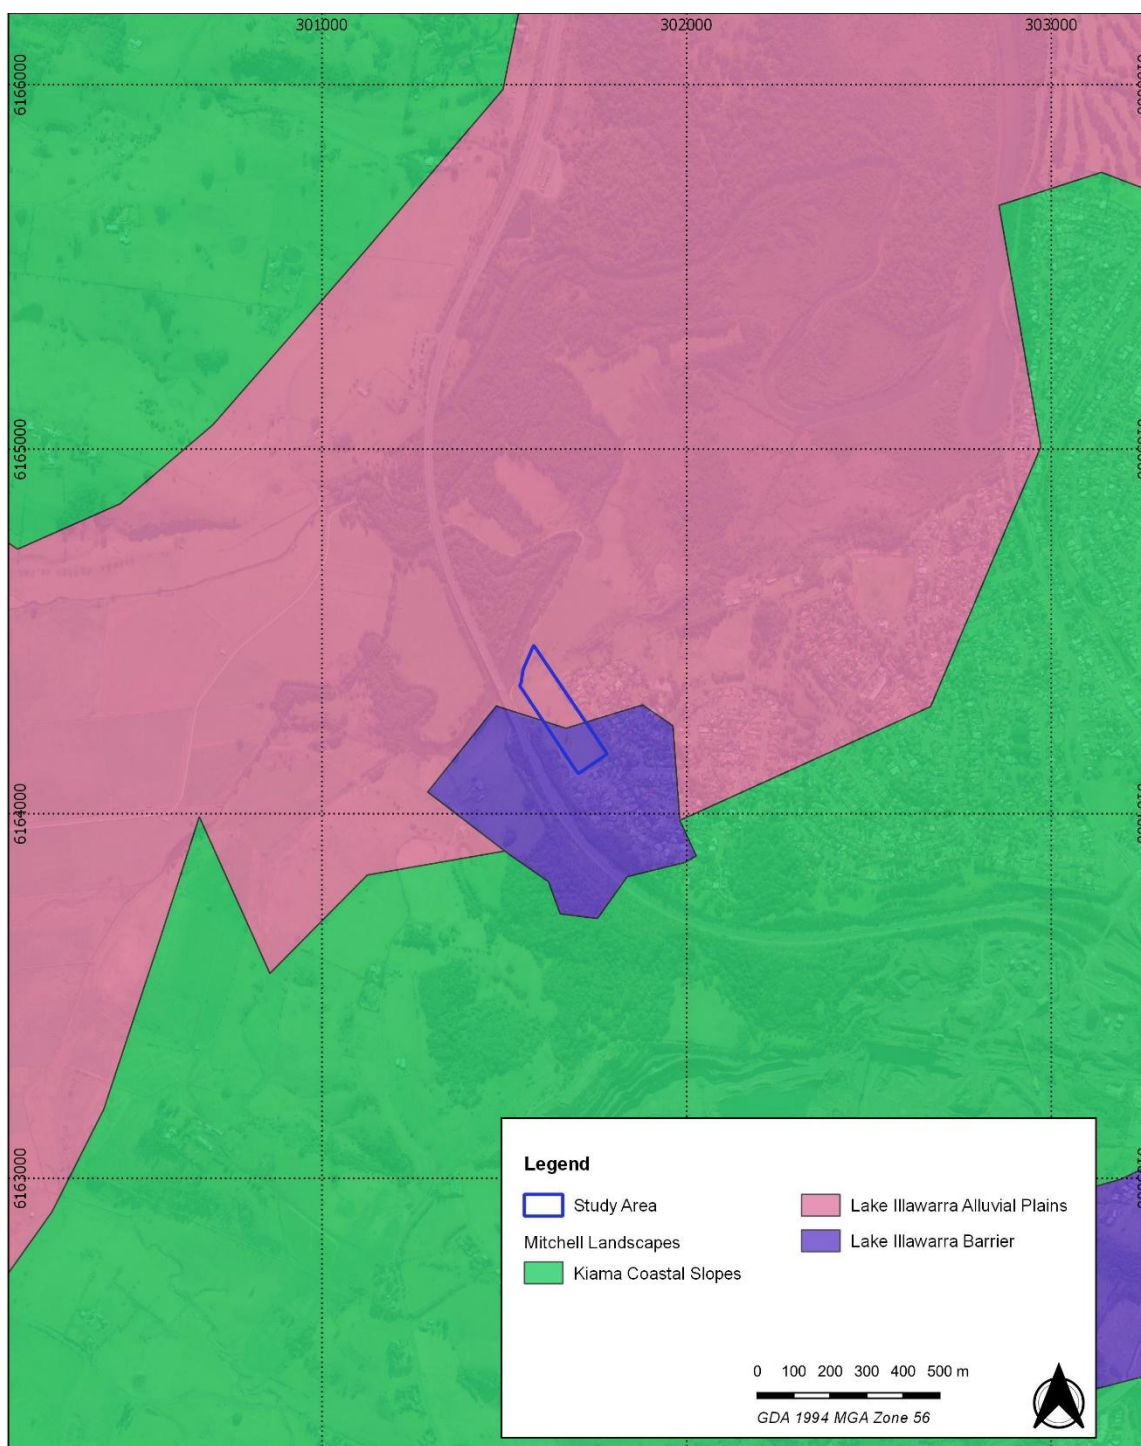 301000 302000 303000
6166000
6165000
6164000
6163000
Legend
Study Area
Mitchell Landscapes
Kiama Coastal Slopes
Lake Illawarra Alluvial Plains
Lake Illawarra Barrier
0 100 200 300 400 500 m
GDA 1994 MGA Zone 56